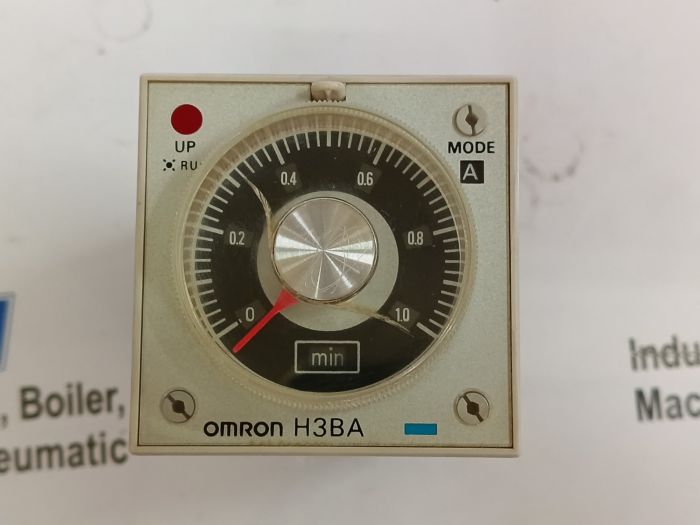 UP
RU
MODE
A
0.4 0.6
0.2 0.8
0 1.0
min
OMRON H3BA
, Boiler,
eumatic
Indu
Mac